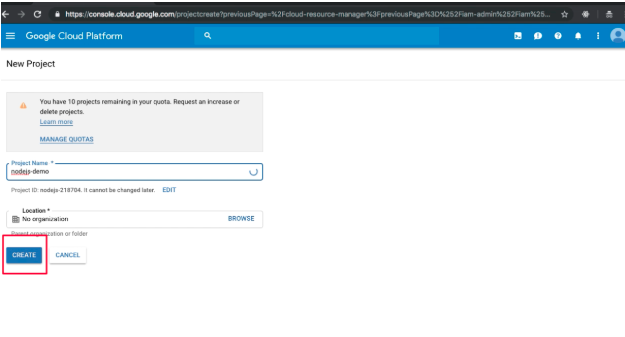 https://console.cloud.google.com/projectcreate?previousPage=%2Fcloud-resource-manager%3FpreviousPage%3D%252Fiam-admin%252Fiam%25...
Google Cloud Platform
New Project
You have 10 projects remaining in your quota. Request an increase or
delete projects.
Learn more
MANAGE QUOTAS
Project Name *
nodejs-demo
Project ID: nodejs-218704. It cannot be changed later. EDIT
Location *
No organization BROWSE
Parent organization or folder
CREATE CANCEL